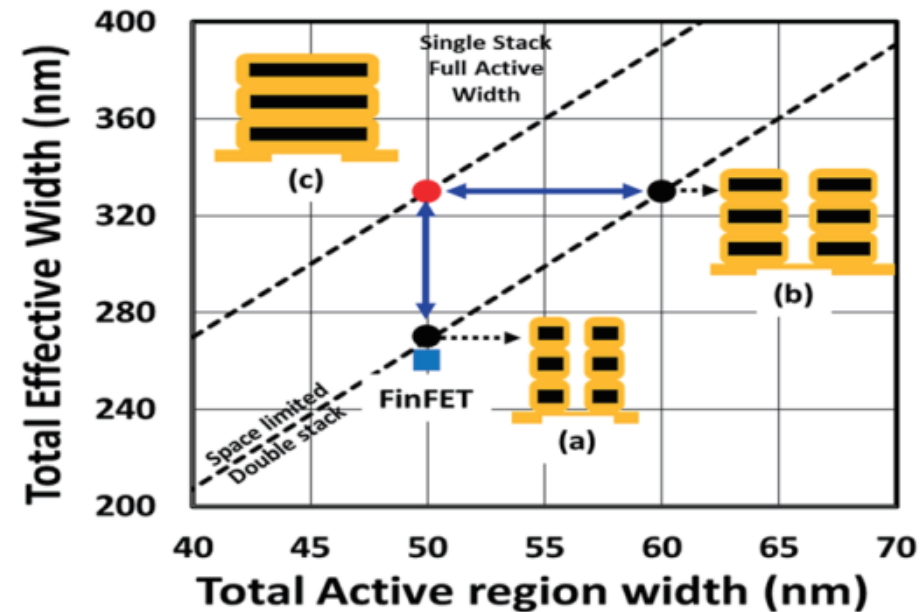 Total Effective Width (nm)
400
360
320
280
240
200
Single Stack
Full Active
Width
(c)
(b)
(a)
FinFET
Space limited
Double stack
40 45 50 55 60 65 70
Total Active region width (nm)